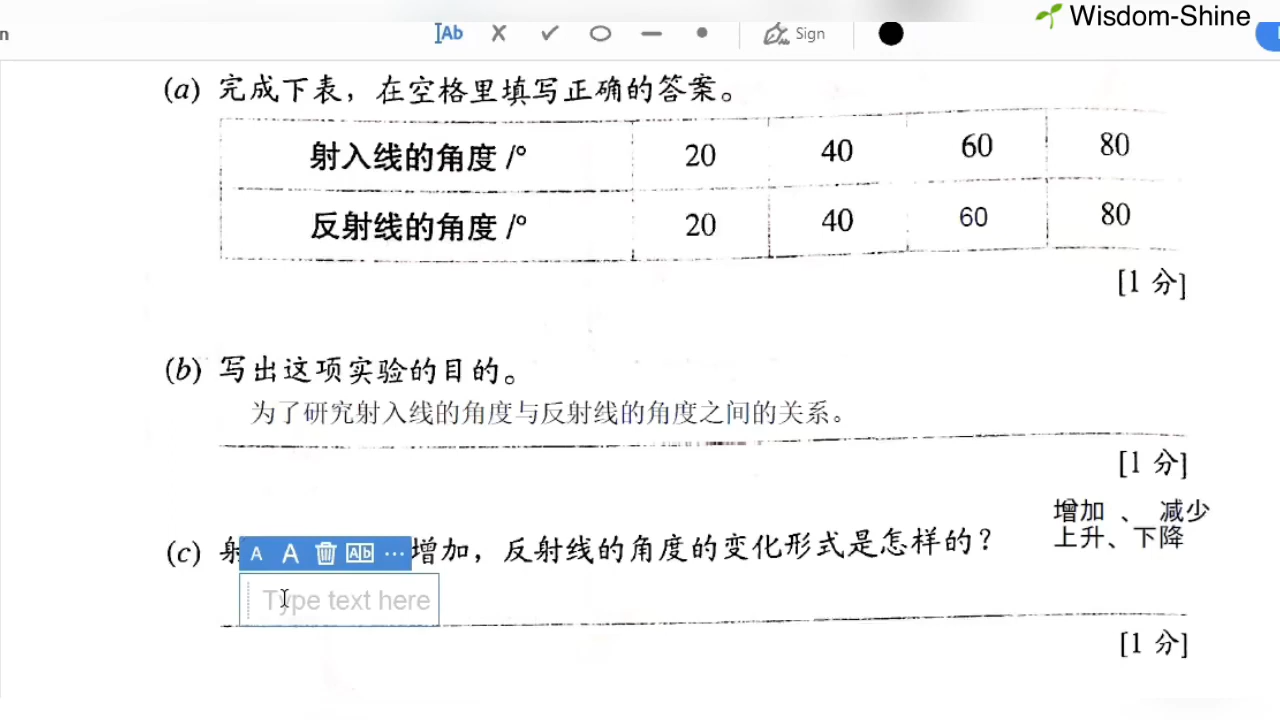 Wisdom-Shine
n
Ab
Sign
(a) 完成下表，在空格里填写正确的答案。
射入线的角度 /° 20 40 60 80
反射线的角度 /° 20 40 60 80
[1 分]
(b) 写出这项实验的目的。
为了研究射入线的角度与反射线的角度之间的关系。
[1 分]
增加 、 减少
上升、下降
(c) 射 A A Ab ... 增加，反射线的角度的变化形式是怎样的？
Type text here
[1 分]